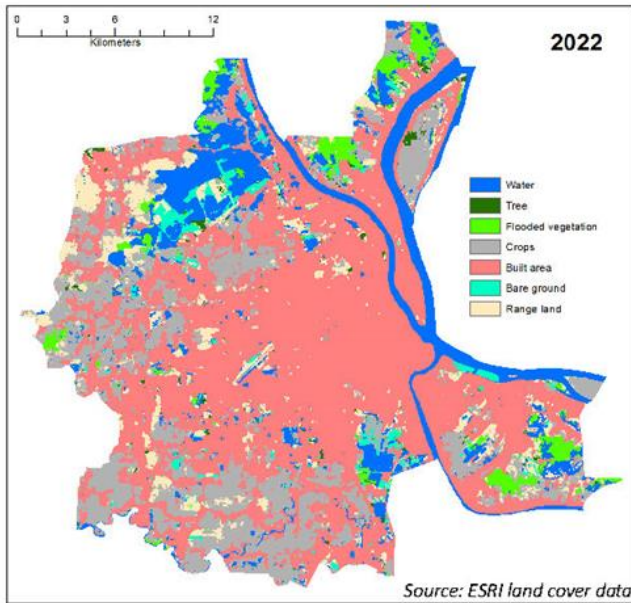 0 3 6 12
Kilometers
2022
Water
Tree
Flooded vegetation
Crops
Built area
Bare ground
Range land
Source: ESRI land cover data